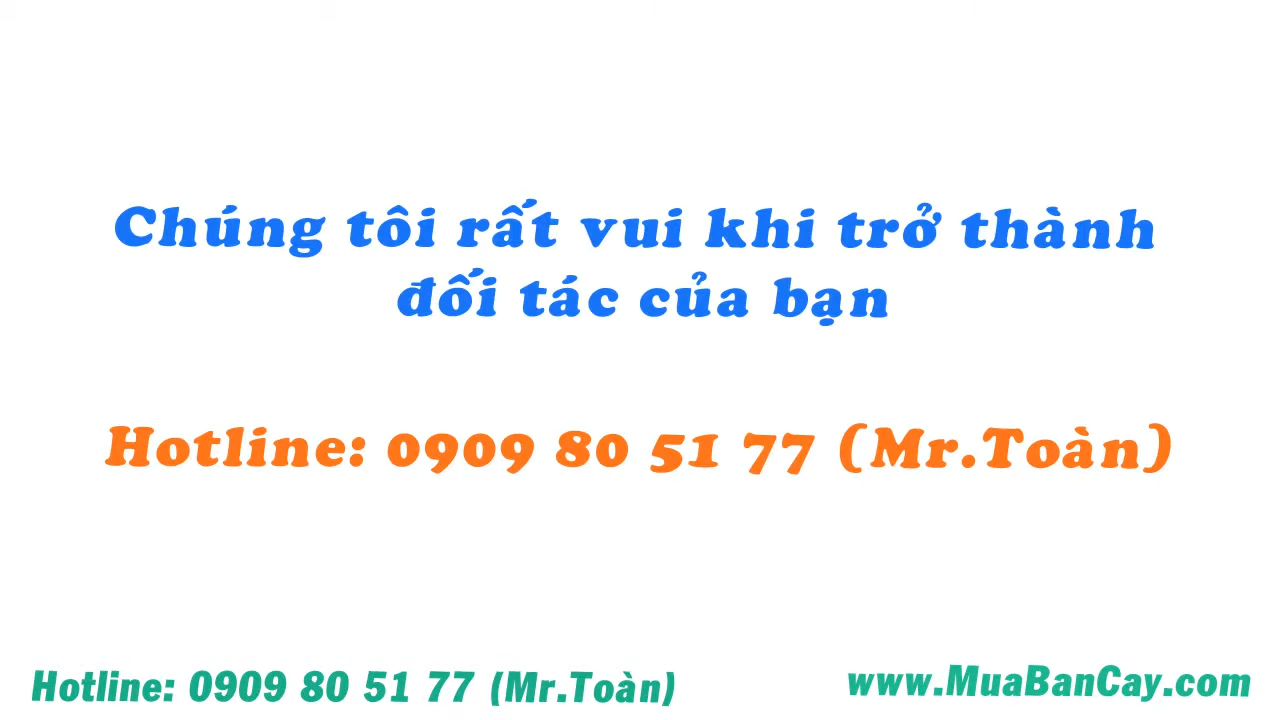 Chúng tôi rất vui khi trở thành
đối tác của bạn
Hotline: 0909 80 51 77 (Mr.Toàn)
Hotline: 0909 80 51 77 (Mr.Toàn)
www.MuaBanCay.com